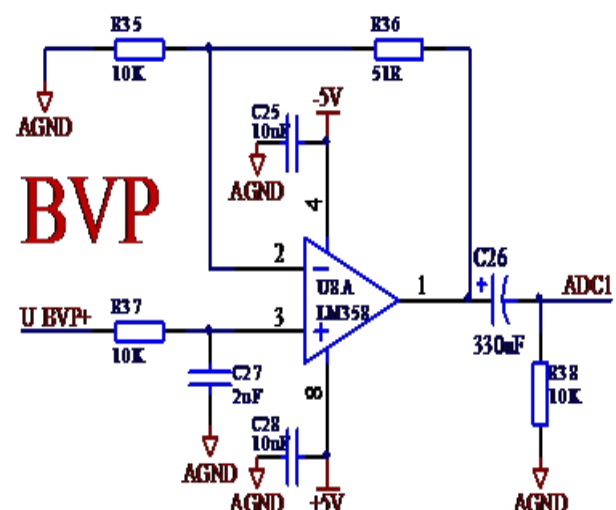 R35
R36
10K
51R
AGND
C25
10nF
-5V
AGND
4
BVP
2
U8A
LM358
C26
1
ADC1
U BVP+
R37
3
10K
330uF
C27
2nF
8
R38
10K
C28
10nF
AGND
AGND
+5V
AGND